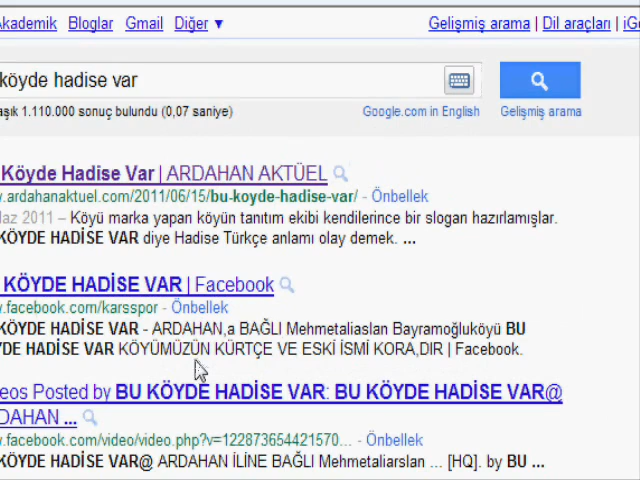 Akademik Bloglar Gmail Diğer ▼ Gelişmiş arama | Dil araçları |
köyde hadise var
1.110.000 sonuç bulundu (0,07 saniye) Google.com in English Gelişmiş arama
Köyde Hadise Var | ARDAHAN AKTÜEL
.ardahanaktuel.com/2011/06/15/bu-koyde-hadise-var/ - Önbellek
2011 – Köyü marka yapan köyün tanıtım ekibi kendilerince bir slogan hazırlamışlar.
KÖYDE HADİSE VAR diye Hadise Türkçe anlamı olay demek. ...
KÖYDE HADİSE VAR | Facebook
.facebook.com/karsspor - Önbellek
KÖYDE HADİSE VAR - ARDAHAN,a BAĞLI Mehmetaliaslan Bayramoğluköyü BU
YDE HADİSE VAR KÖYÜMÜZÜN KÜRTÇE VE ESKİ İSMİ KORA,DIR | Facebook.
eos Posted by BU KÖYDE HADİSE VAR: BU KÖYDE HADİSE VAR@
DAHAN ...
.facebook.com/video/video.php?v=122873654421570... - Önbellek
KÖYDE HADİSE VAR@ ARDAHAN İLİNE BAĞLI Mehmetaliarslan ... [HQ]. by BU ...